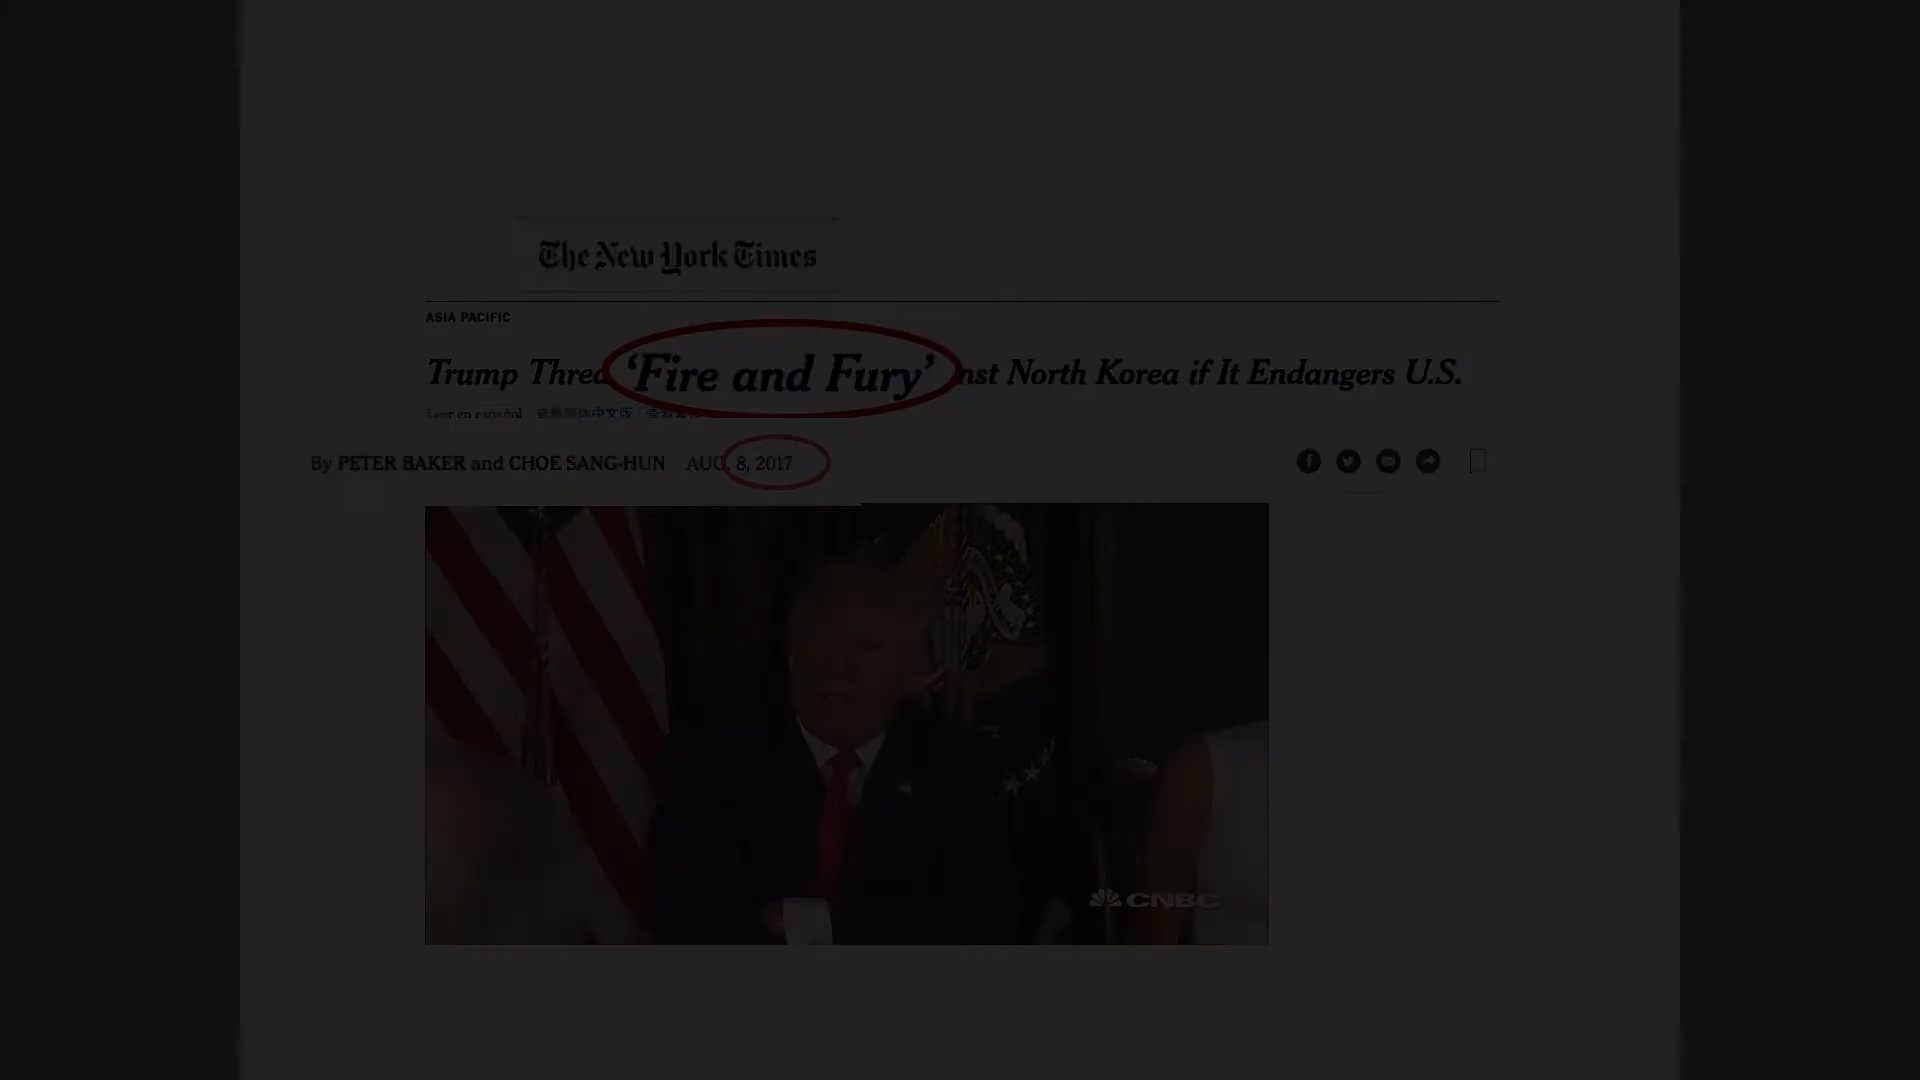 The New York Times
ASIA PACIFIC
Trump Threa 'Fire and Fury' nst North Korea if It Endangers U.S.
Leer en español
By PETER BAKER and CHOE SANG-HUN AUG. 8, 2017
CNBC